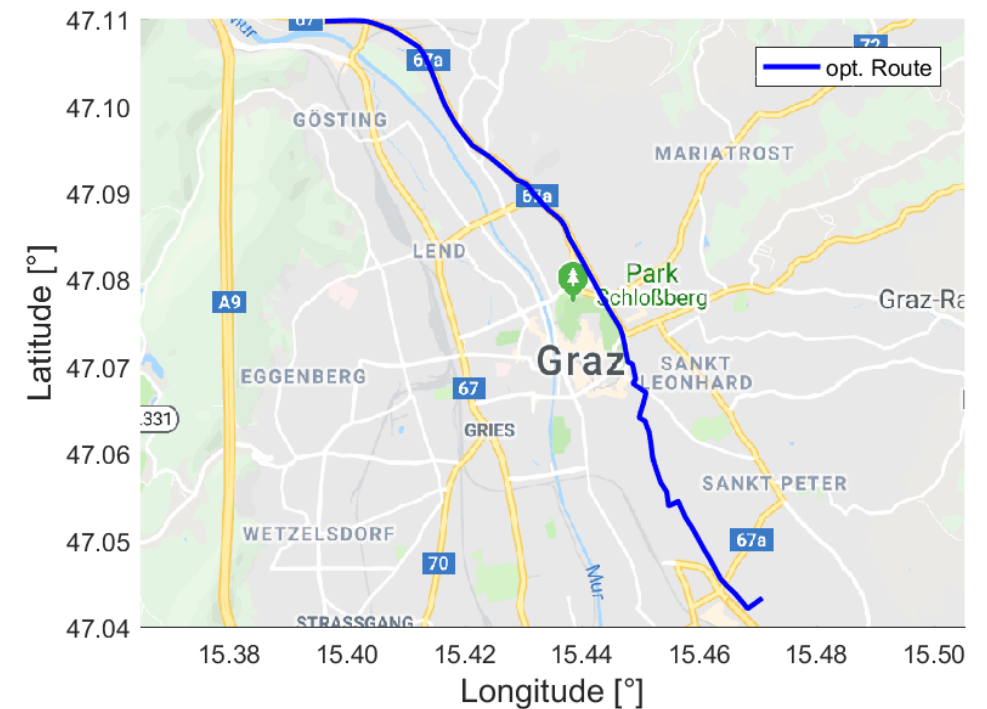 47.11
47.10
47.09
47.08
47.07
47.06
47.05
47.04
Latitude [°]
15.38
15.40
15.42
15.44
15.46
15.48
15.50
Longitude [°]
opt. Route
Mur
67
67a
72
GÖSTING
MARIATROST
67a
LEND
Park
Schloßberg
A9
Graz-Ra
Graz
EGGENBERG
SANKT
LEONHARD
67
331
GRIES
SANKT PETER
WETZELSDORF
67a
70
Mur
STRASSGANG